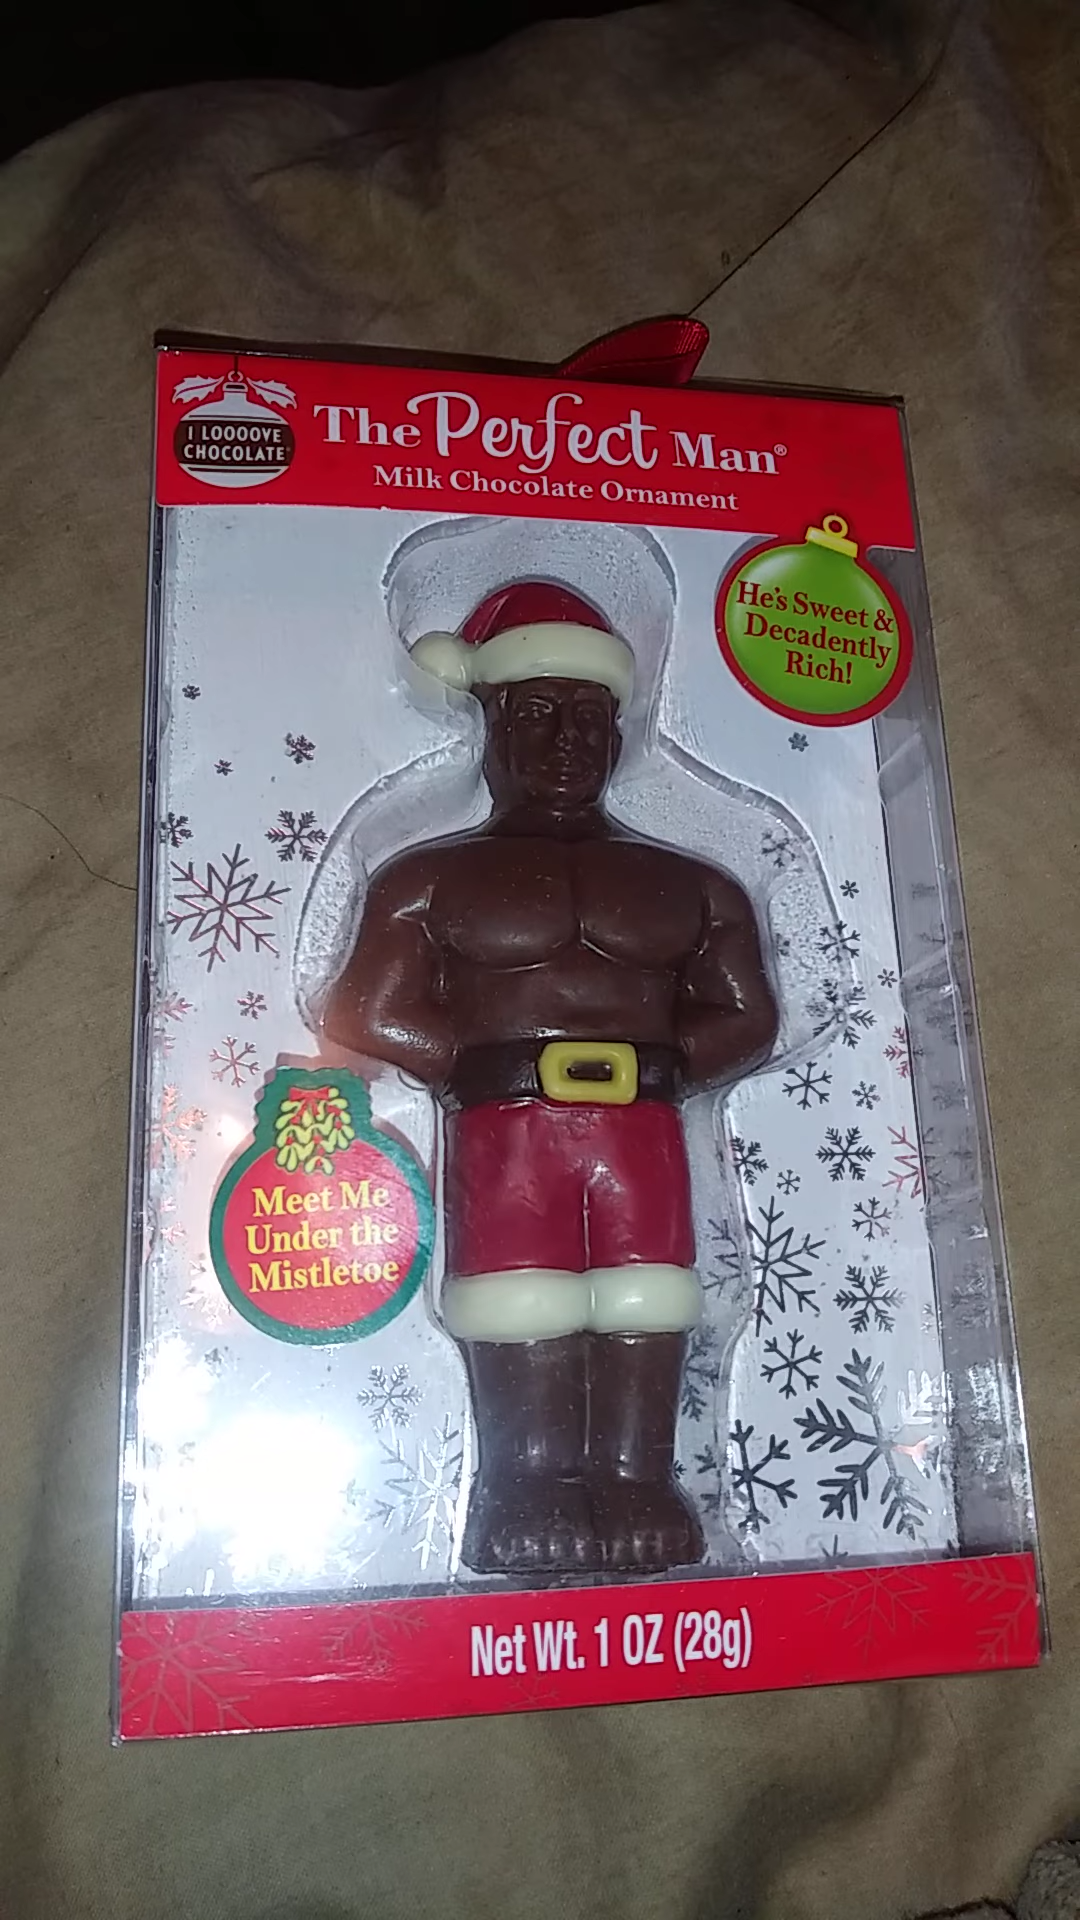 I LOOOOVE
CHOCOLATE
The Perfect Man®
Milk Chocolate Ornament
He's Sweet &
Decadently
Rich!
Meet Me
Under the
Mistletoe
Net Wt. 1 OZ (28g)